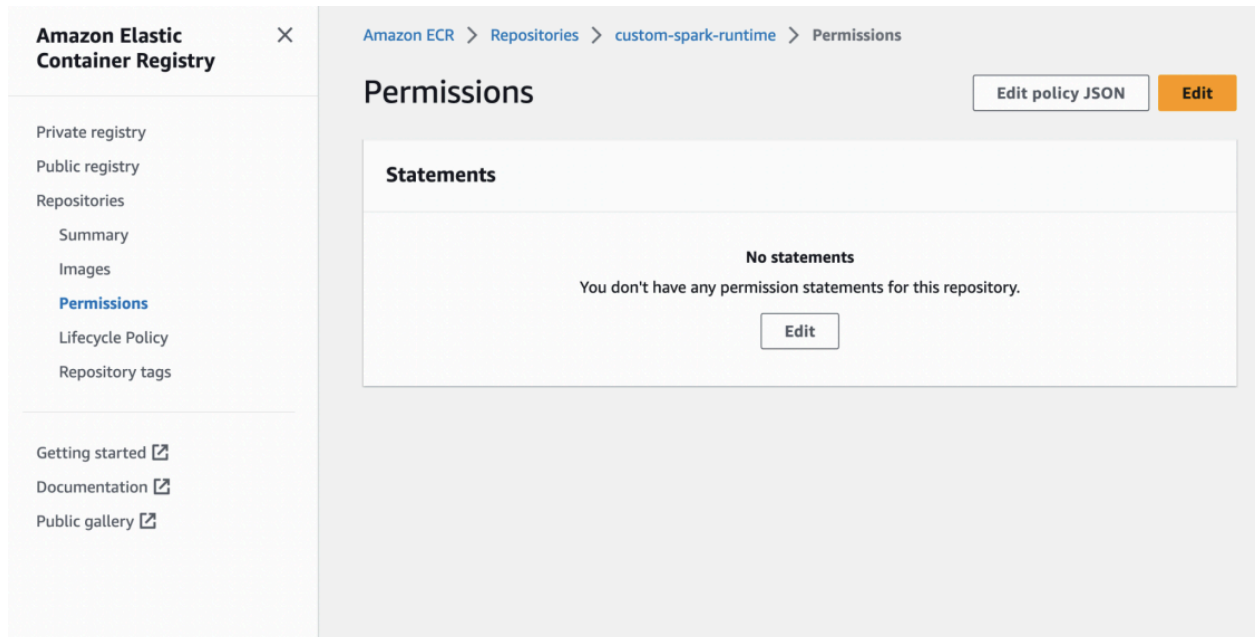 Amazon Elastic
Container Registry
Private registry
Public registry
Repositories
Summary
Images
Permissions
Lifecycle Policy
Repository tags
Getting started
Documentation
Public gallery
Amazon ECR > Repositories > custom-spark-runtime > Permissions
Permissions
Edit policy JSON
Edit
Statements
No statements
You don't have any permission statements for this repository.
Edit